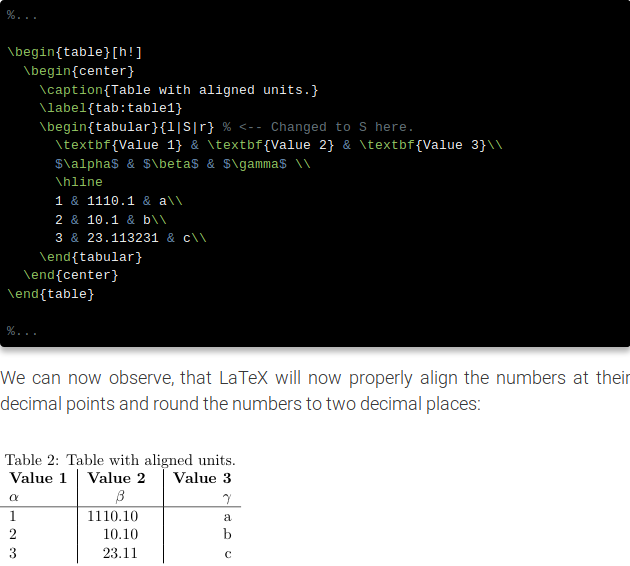 %...
\begin{table}[h!]
\begin{center}
\caption{Table with aligned units.}
\label{tab:table1}
\begin{tabular}{l|S|r} % <-- Changed to S here.
\textbf{Value 1} & \textbf{Value 2} & \textbf{Value 3}\\
$\alpha$ & $\beta$ & $\gamma$ \\
\hline
1 & 1110.1 & a\\
2 & 10.1 & b\\
3 & 23.113231 & c\\
\end{tabular}
\end{center}
\end{table}
%...
We can now observe, that LaTeX will now properly align the numbers at their
decimal points and round the numbers to two decimal places:
Table 2: Table with aligned units.
Value 1 Value 2 Value 3
α β γ
1 1110.10 a
2 10.10 b
3 23.11 c